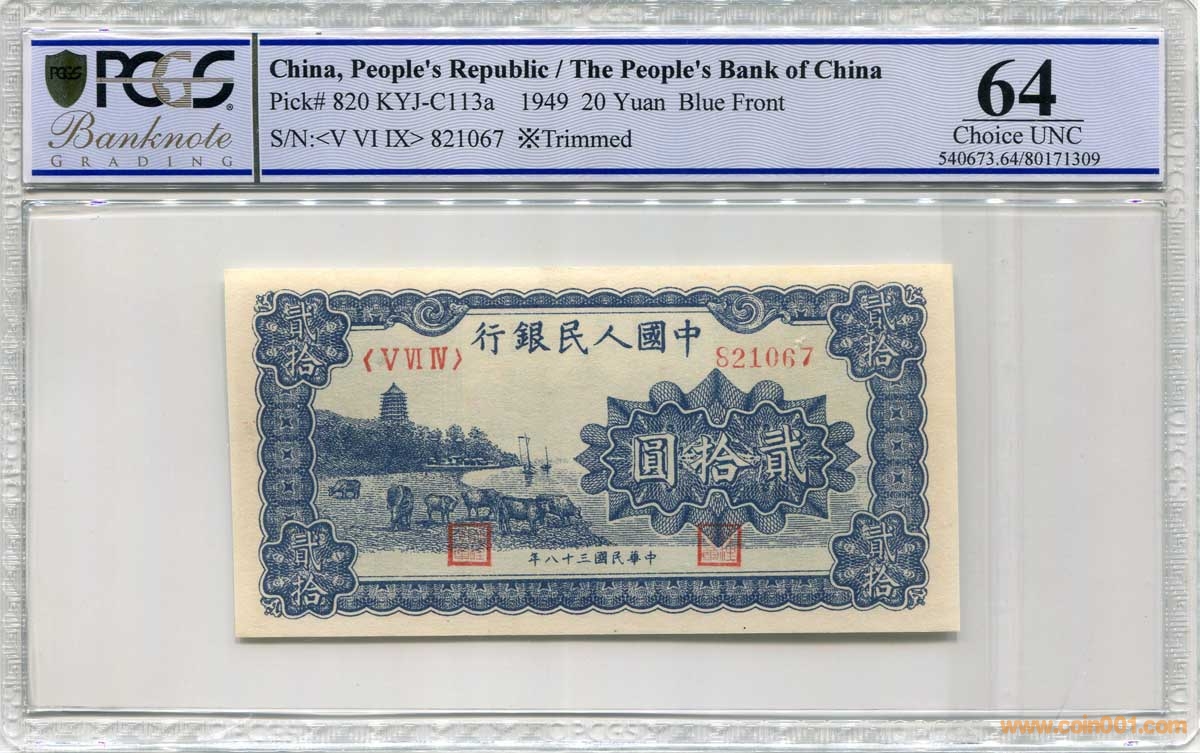 PCGS
PCGS
Banknote
GRADING
China, People's Republic / The People's Bank of China
Pick# 820 KYJ-C113a 1949 20 Yuan Blue Front
S/N:<V VI IX> 821067 ※Trimmed
64
Choice UNC
540673.64/80171309
貳拾
貳拾
中國人民銀行
<V VI IV>
821067
貳拾圓
中華民國三十八年
貳拾
貳拾
www.coin001.com